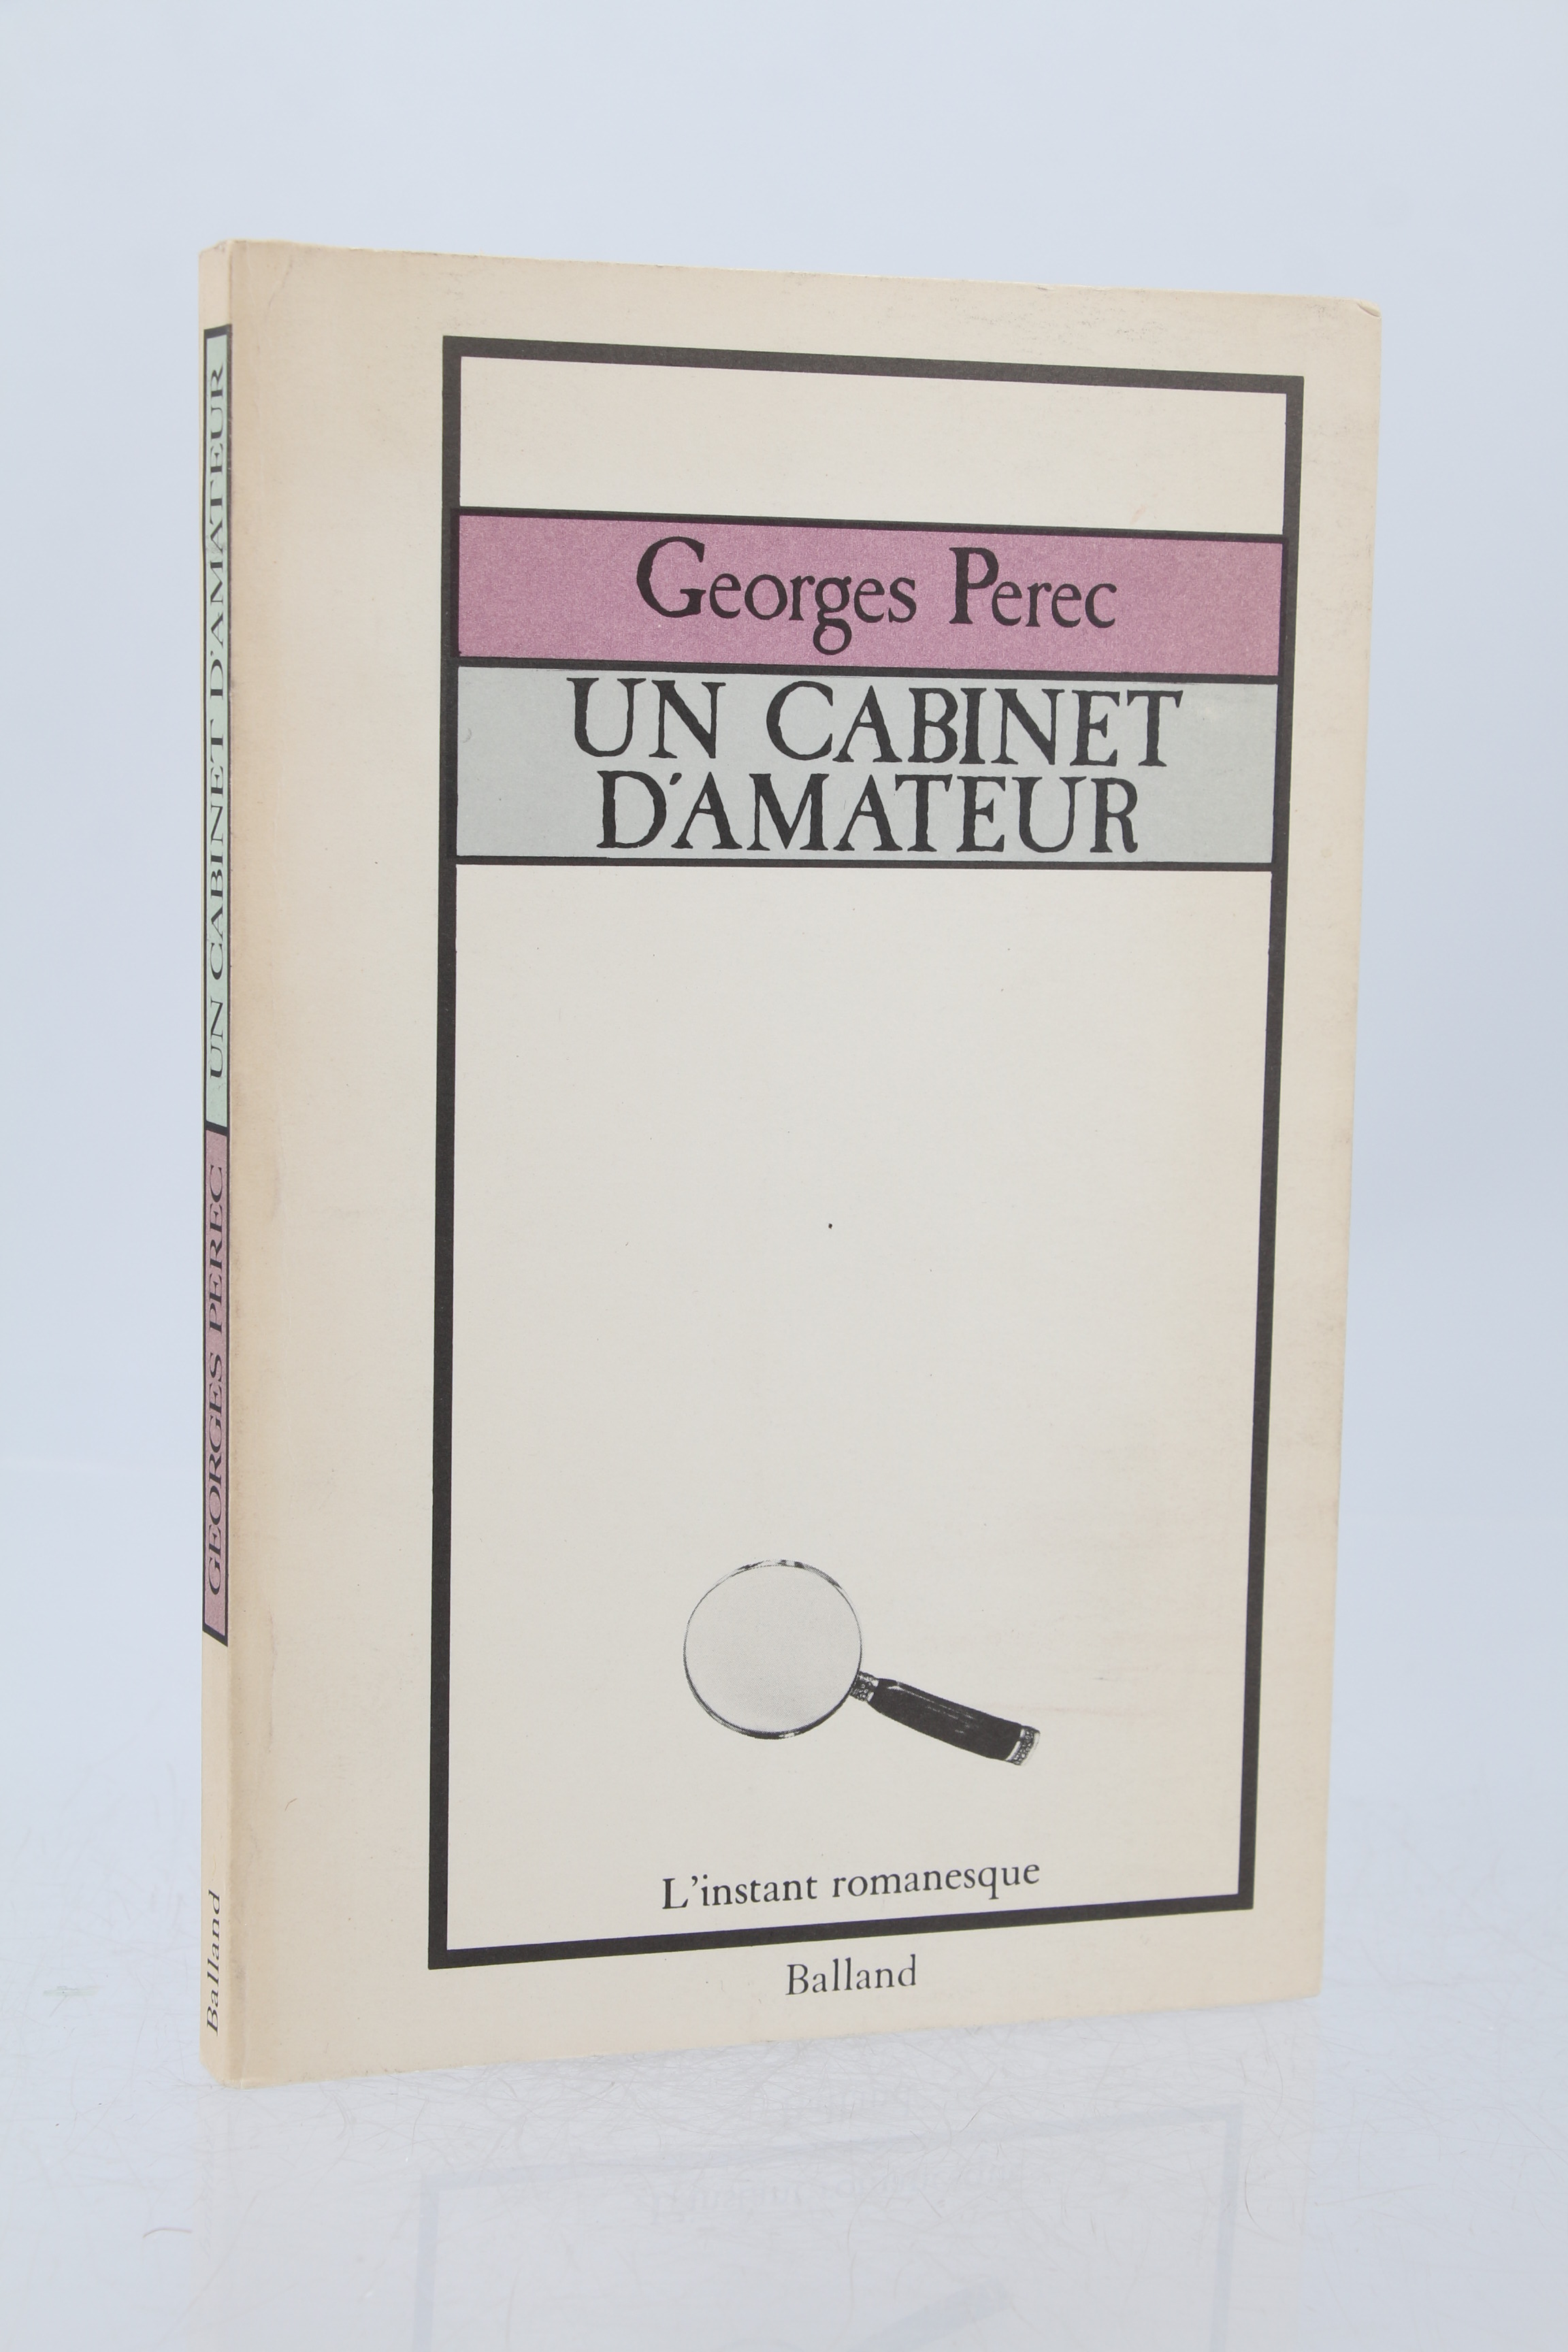 Georges Perec
UN CABINET
D'AMATEUR
L'instant romanesque
Balland
Balland
GEORGES PEREC
UN CABINET D'AMATEUR